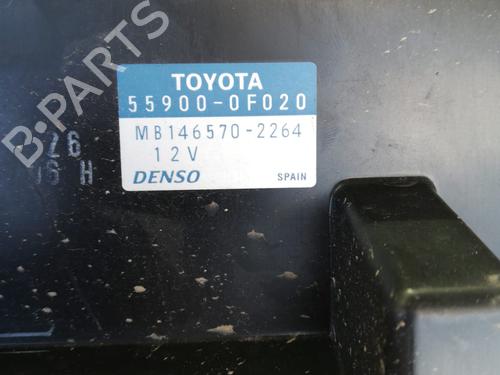 TOYOTA
55900-0F020
MB146570-2264
12V
DENSO
SPAIN
B-PARTS